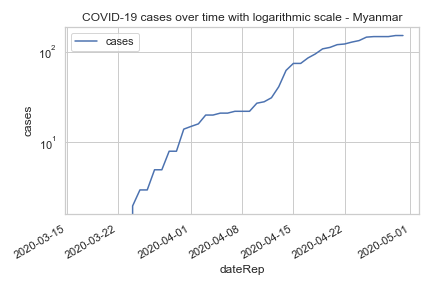 COVID-19 cases over time with logarithmic scale - Myanmar
cases
10²
10¹
cases
2020-03-15
2020-03-22
2020-04-01
2020-04-08
2020-04-15
2020-04-22
2020-05-01
dateRep